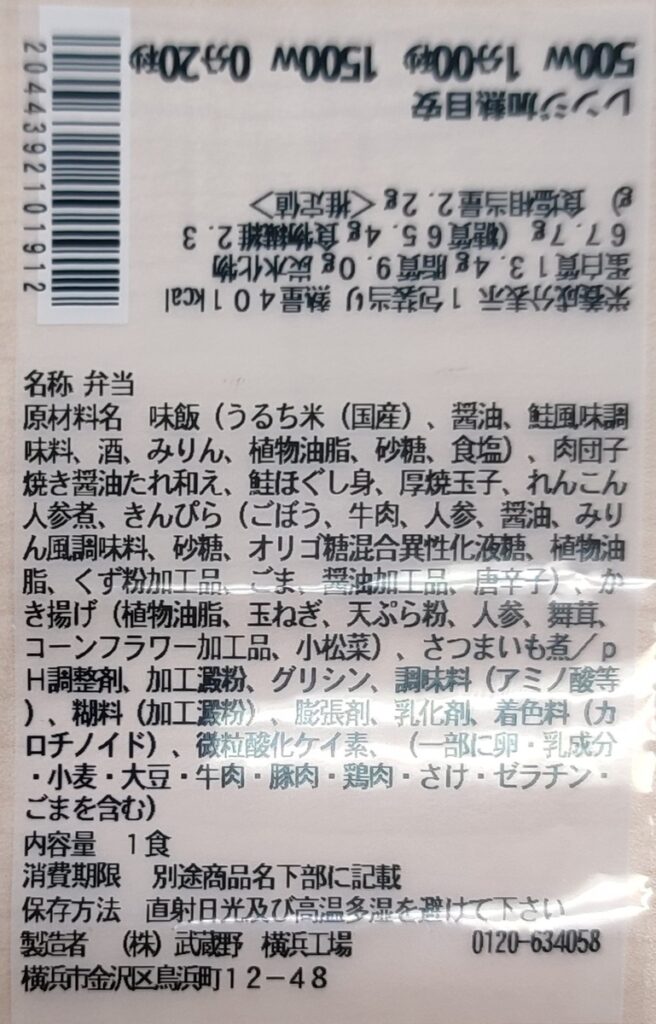 レンジ加熱目安
500W 1分00秒 1500W 0分20秒
栄養成分表示 1包装当り 熱量401kcal
蛋白質13.4g 脂質9.0g 炭水化物
67.7g (糖質65.4g 食物繊維2.3
g) 食塩相当量2.2g <推定値>
2044392101912
名称 弁当
原材料名 味飯(うるち米(国産)、醤油、鮭風味調
味料、酒、みりん、植物油脂、砂糖、食塩)、肉団子
焼き醤油たれ和え、鮭ほぐし身、厚焼玉子、れんこん
人参煮、きんぴら(ごぼう、牛肉、人参、醤油、みり
ん風調味料、砂糖、オリゴ糖混合異性化液糖、植物油
脂、くず粉加工品、ごま、醤油加工品、唐辛子)、か
き揚げ(植物油脂、玉ねぎ、天ぷら粉、人参、舞茸、
コーンフラワー加工品、小松菜)、さつまいも煮/p
H調整剤、加工澱粉、グリシン、調味料(アミノ酸等
)、糊料(加工澱粉)、膨張剤、乳化剤、着色料(カ
ロチノイド)、微粒酸化ケイ素、(一部に卵・乳成分
・小麦・大豆・牛肉・豚肉・鶏肉・さけ・ゼラチン・
ごまを含む)
内容量 1食
消費期限 別途商品名下部に記載
保存方法 直射日光及び高温多湿を避けて下さい
製造者 (株)武蔵野 横浜工場 0120-634058
横浜市金沢区鳥浜町12-48